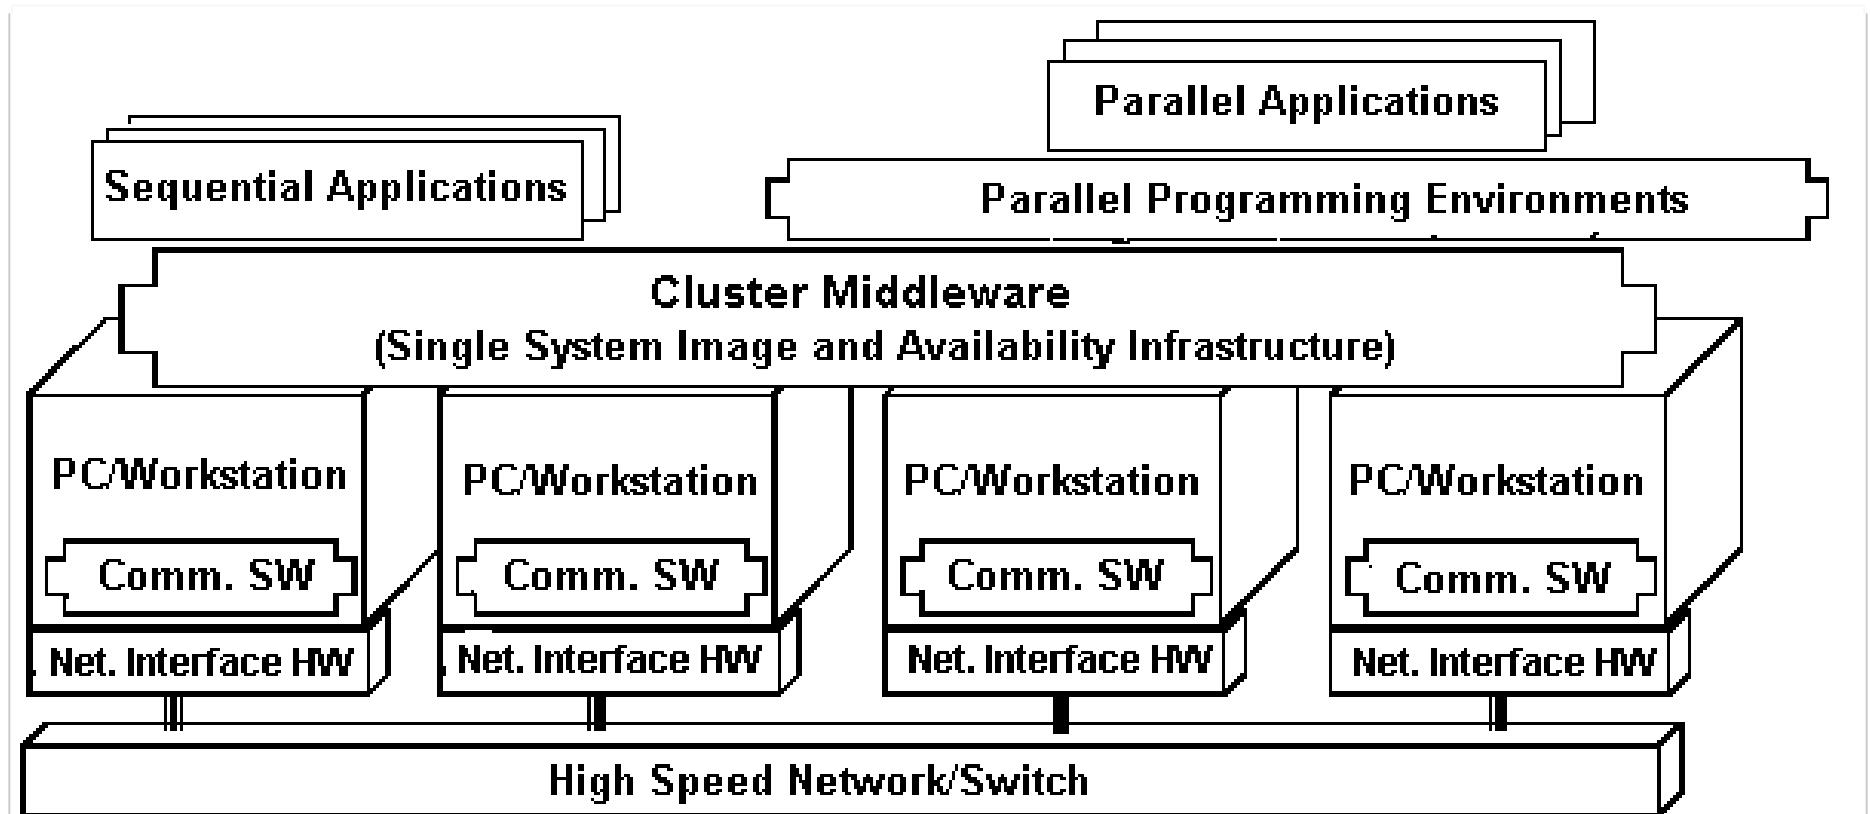 Parallel Applications
Sequential Applications
Parallel Programming Environments
Cluster Middleware
(Single System Image and Availability Infrastructure)
PC/Workstation
PC/Workstation
PC/Workstation
PC/Workstation
Comm. SW
Comm. SW
Comm. SW
Comm. SW
Net. Interface HW
Net. Interface HW
Net. Interface HW
Net. Interface HW
High Speed Network/Switch